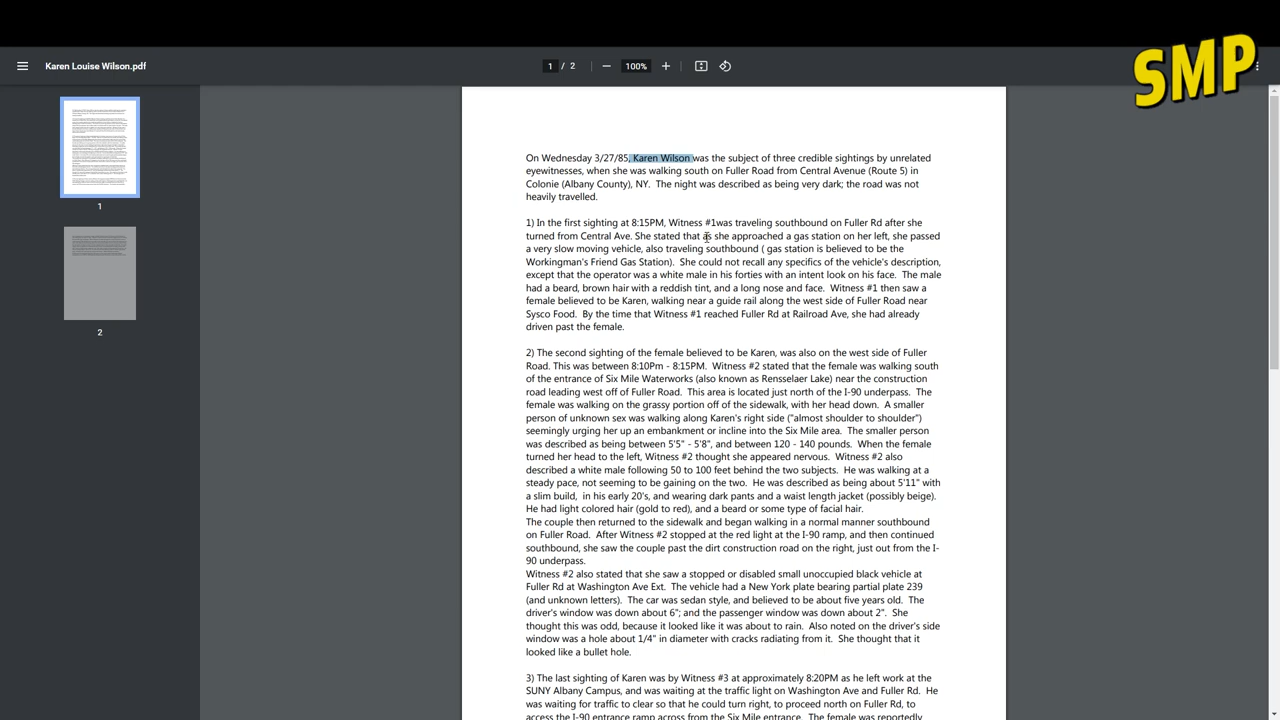 SMP
Karen Louise Wilson.pdf
1 / 2
100%
1
2
On Wednesday 3/27/85, Karen Wilson was the subject of three credible sightings by unrelated
eyewitnesses, when she was walking south on Fuller Road from Central Avenue (Route 5) in
Colonie (Albany County), NY.  The night was described as being very dark; the road was not
heavily travelled.
1) In the first sighting at 8:15PM, Witness #1was traveling southbound on Fuller Rd after she
turned from Central Ave. She stated that as she approached a gas station on her left, she passed
a very slow moving vehicle, also traveling southbound ( gas station is believed to be the
Workingman's Friend Gas Station).  She could not recall any specifics of the vehicle's description,
except that the operator was a white male in his forties with an intent look on his face.  The male
had a beard, brown hair with a reddish tint, and a long nose and face.  Witness #1 then saw a
female believed to be Karen, walking near a guide rail along the west side of Fuller Road near
Sysco Food.  By the time that Witness #1 reached Fuller Rd at Railroad Ave, she had already
driven past the female.
2) The second sighting of the female believed to be Karen, was also on the west side of Fuller
Road. This was between 8:10Pm - 8:15PM.  Witness #2 stated that the female was walking south
of the entrance of Six Mile Waterworks (also known as Rensselaer Lake) near the construction
road leading west off of Fuller Road.  This area is located just north of the I-90 underpass.  The
female was walking on the grassy portion off of the sidewalk, with her head down.  A smaller
person of unknown sex was walking along Karen's right side ("almost shoulder to shoulder")
seemingly urging her up an embankment or incline into the Six Mile area.  The smaller person
was described as being between 5'5" - 5'8", and between 120 - 140 pounds.  When the female
turned her head to the left, Witness #2 thought she appeared nervous.  Witness #2 also
described a white male following 50 to 100 feet behind the two subjects.  He was walking at a
steady pace, not seeming to be gaining on the two.  He was described as being about 5'11" with
a slim build,  in his early 20's, and wearing dark pants and a waist length jacket (possibly beige).
He had light colored hair (gold to red), and a beard or some type of facial hair.
The couple then returned to the sidewalk and began walking in a normal manner southbound
on Fuller Road.  After Witness #2 stopped at the red light at the I-90 ramp, and then continued
southbound, she saw the couple past the dirt construction road on the right, just out from the I-
90 underpass.
Witness #2 also stated that she saw a stopped or disabled small unoccupied black vehicle at
Fuller Rd at Washington Ave Ext.  The vehicle had a New York plate bearing partial plate 239
(and unknown letters).  The car was sedan style, and believed to be about five years old.  The
driver's window was down about 6"; and the passenger window was down about 2".  She
thought this was odd, because it looked like it was about to rain.  Also noted on the driver's side
window was a hole about 1/4" in diameter with cracks radiating from it.  She thought that it
looked like a bullet hole.
3) The last sighting of Karen was by Witness #3 at approximately 8:20PM as he left work at the
SUNY Albany Campus, and was waiting at the traffic light on Washington Ave and Fuller Rd.  He
was waiting for traffic to clear so that he could turn right, to proceed north on Fuller Rd, to
access the I-90 entrance ramp across from the Six Mile entrance.  The female was reportedly